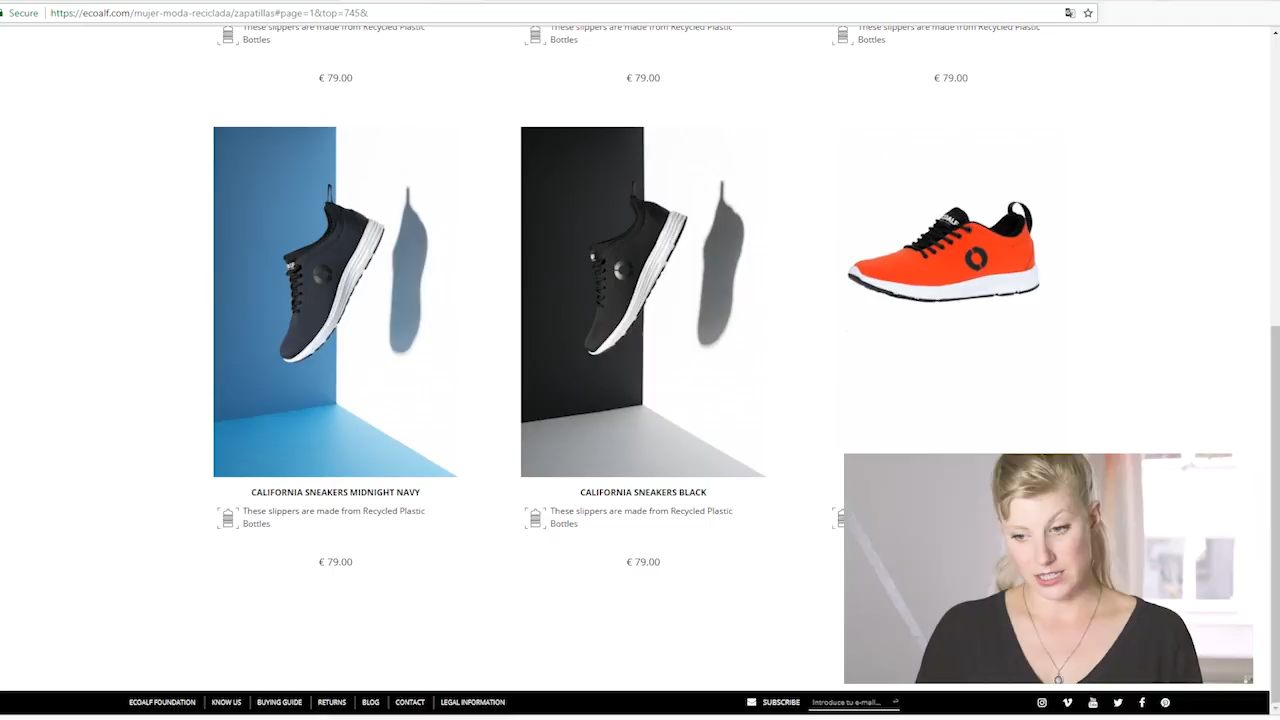 Secure https://ecoalf.com/mujer-moda-reciclada/zapatillas#page=1&top=745&
These slippers are made from Recycled Plastic
Bottles
These slippers are made from Recycled Plastic
Bottles
These slippers are made from Recycled Plastic
Bottles
€ 79.00
€ 79.00
€ 79.00
CALIFORNIA SNEAKERS MIDNIGHT NAVY
These slippers are made from Recycled Plastic
Bottles
€ 79.00
CALIFORNIA SNEAKERS BLACK
These slippers are made from Recycled Plastic
Bottles
€ 79.00
ECOALF FOUNDATION KNOW US BUYING GUIDE RETURNS BLOG CONTACT LEGAL INFORMATION SUBSCRIBE Introduce tu e-mail...